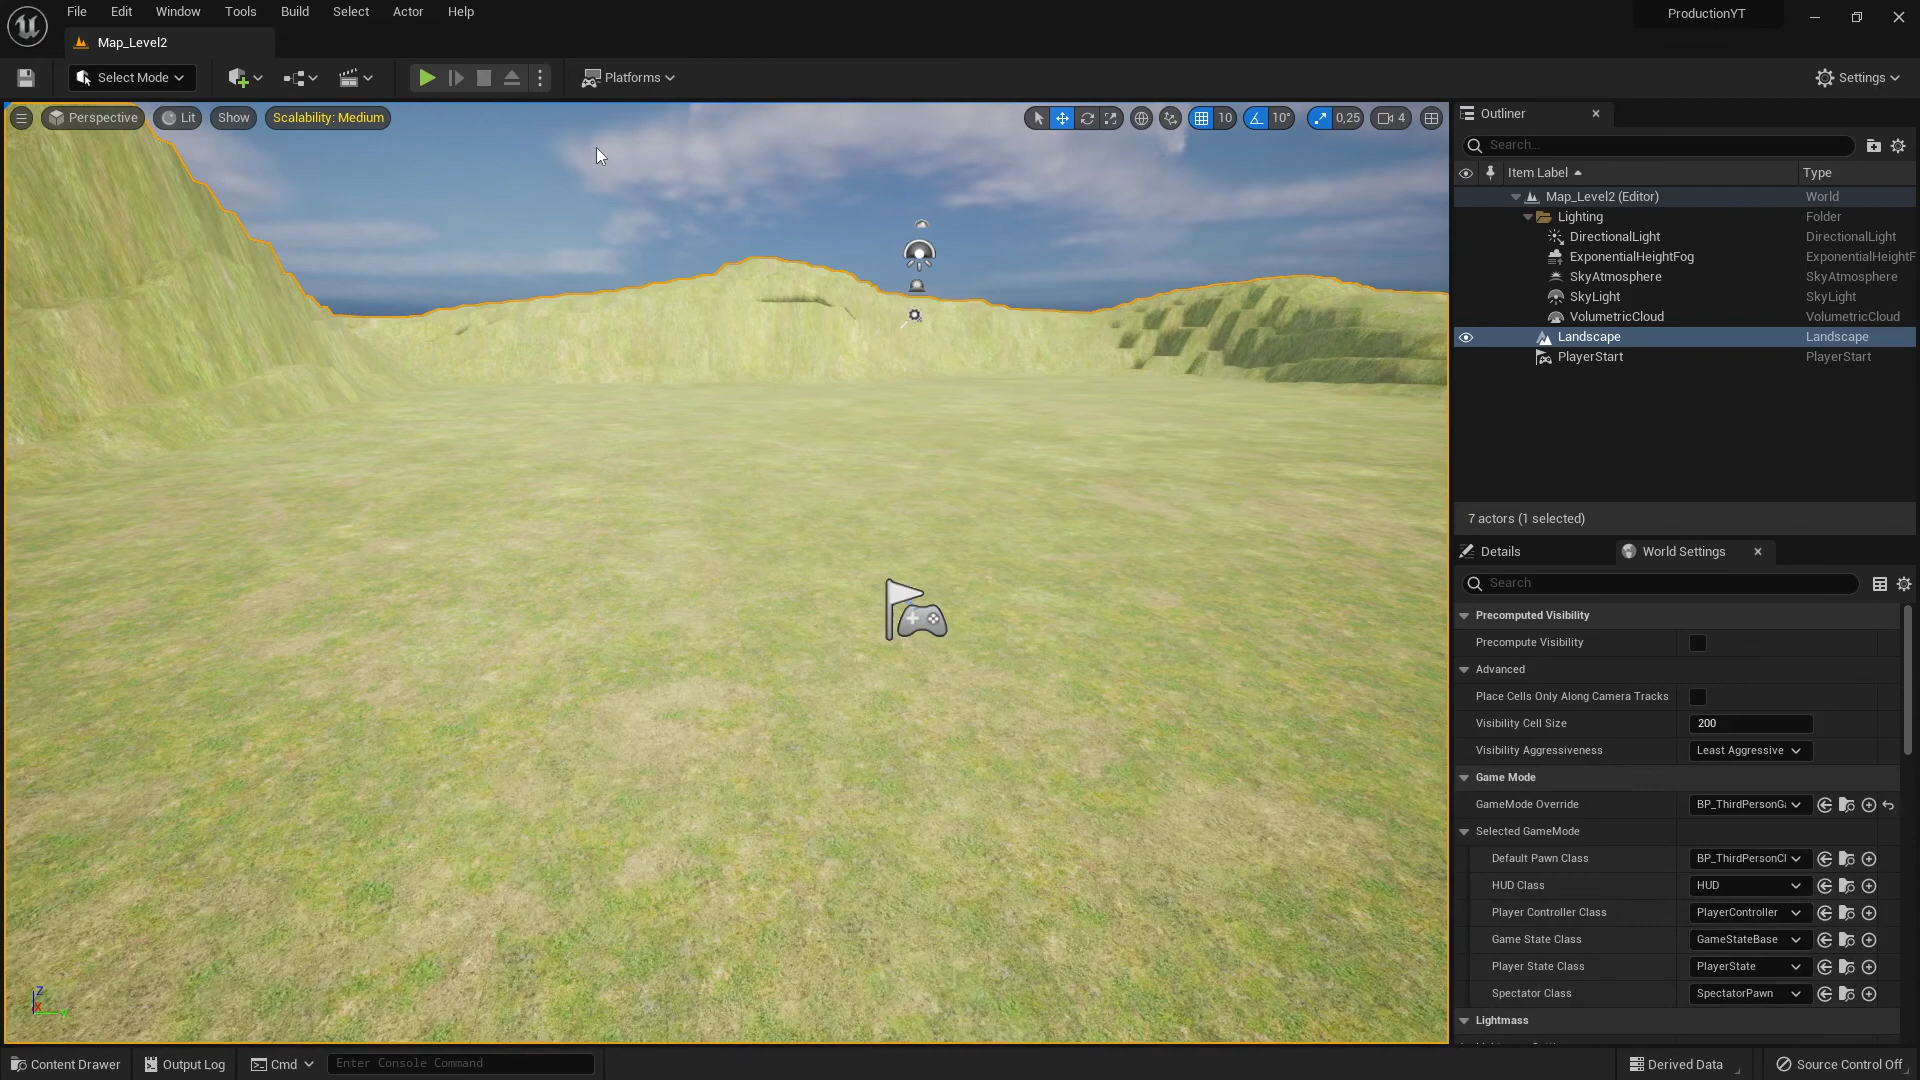 File Edit Window Tools Build Select Actor Help
ProductionYT
Map_Level2
Select Mode
Platforms
Settings
Perspective
Lit
Show
Scalability: Medium
10
10°
0,25
4
Outliner
Search...
Item Label Type
Map_Level2 (Editor) World
Lighting Folder
DirectionalLight DirectionalLight
ExponentialHeightFog ExponentialHeightF
SkyAtmosphere SkyAtmosphere
SkyLight SkyLight
VolumetricCloud VolumetricCloud
Landscape Landscape
PlayerStart PlayerStart
7 actors (1 selected)
Details
World Settings
Search
Precomputed Visibility
Precompute Visibility
Advanced
Place Cells Only Along Camera Tracks
Visibility Cell Size 200
Visibility Aggressiveness Least Aggressive
Game Mode
GameMode Override BP_ThirdPersonGa
Selected GameMode
Default Pawn Class BP_ThirdPersonCl
HUD Class HUD
Player Controller Class PlayerController
Game State Class GameStateBase
Player State Class PlayerState
Spectator Class SpectatorPawn
Lightmass
Z
X
Y
Content Drawer
Output Log
Cmd
Enter Console Command
Derived Data
Source Control Off